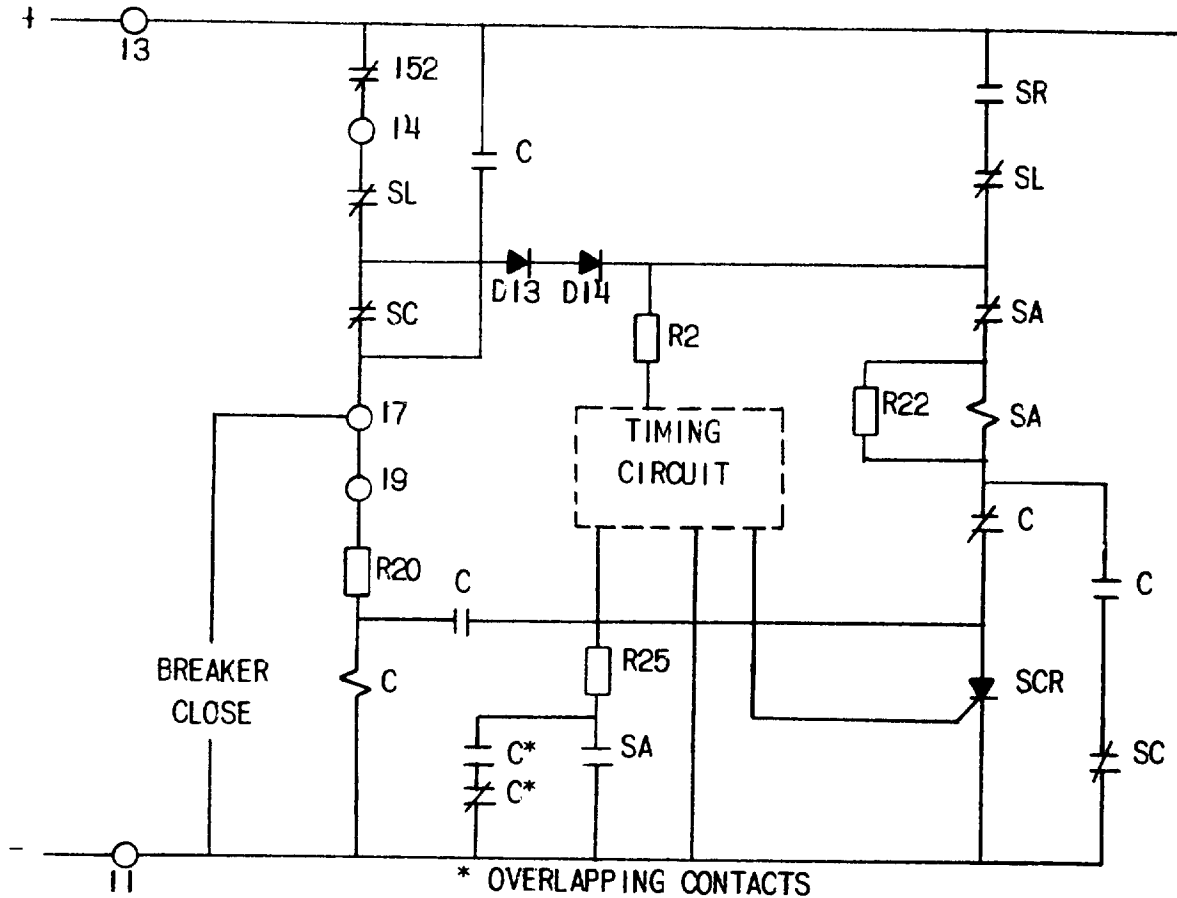 +
13
152
14
SL
C
SR
SL
D13 D14
SC
R2
SA
17
TIMING
CIRCUIT
R22
SA
19
C
R20
C
C
BREAKER
CLOSE
C
R25
SCR
C*
SA
C*
SC
-
11
* OVERLAPPING CONTACTS